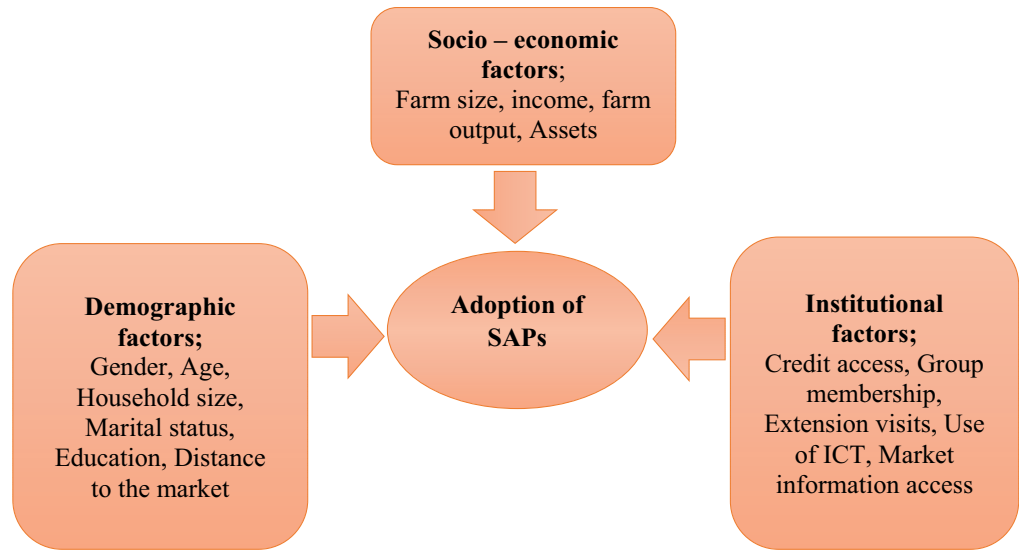 Socio – economic
factors;
Farm size, income, farm
output, Assets
Demographic
factors;
Gender, Age,
Household size,
Marital status,
Education, Distance
to the market
Adoption of
SAPs
Institutional
factors;
Credit access, Group
membership,
Extension visits, Use
of ICT, Market
information access